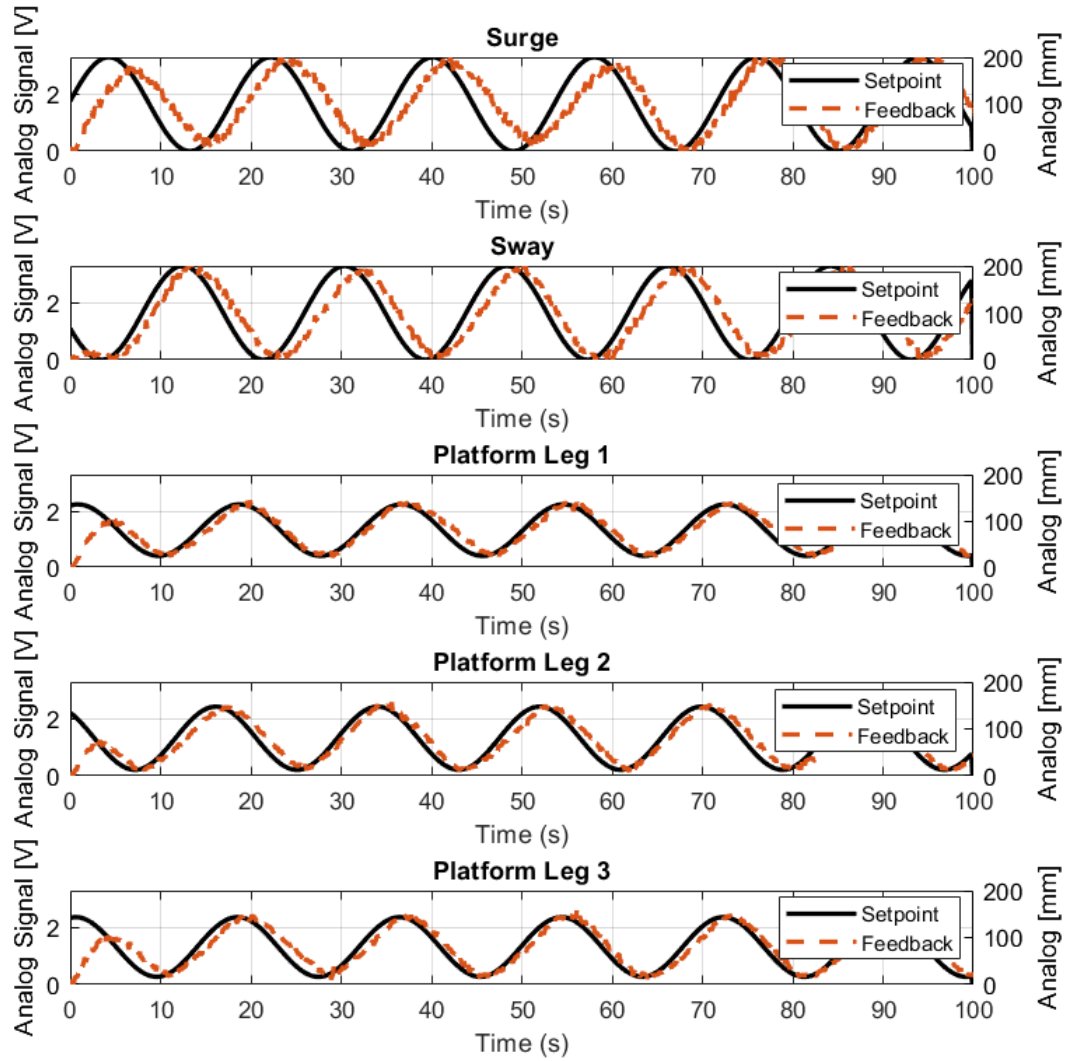 Surge
Analog Signal [V]
2
0
Setpoint
Feedback
200
100
0
Analog [mm]
0 10 20 30 40 50 60 70 80 90 100
Time (s)
Sway
Analog Signal [V]
2
0
Setpoint
Feedback
200
100
0
Analog [mm]
0 10 20 30 40 50 60 70 80 90 100
Time (s)
Platform Leg 1
Analog Signal [V]
2
0
Setpoint
Feedback
200
100
0
Analog [mm]
0 10 20 30 40 50 60 70 80 90 100
Time (s)
Platform Leg 2
Analog Signal [V]
2
0
Setpoint
Feedback
200
100
0
Analog [mm]
0 10 20 30 40 50 60 70 80 90 100
Time (s)
Platform Leg 3
Analog Signal [V]
2
0
Setpoint
Feedback
200
100
0
Analog [mm]
0 10 20 30 40 50 60 70 80 90 100
Time (s)